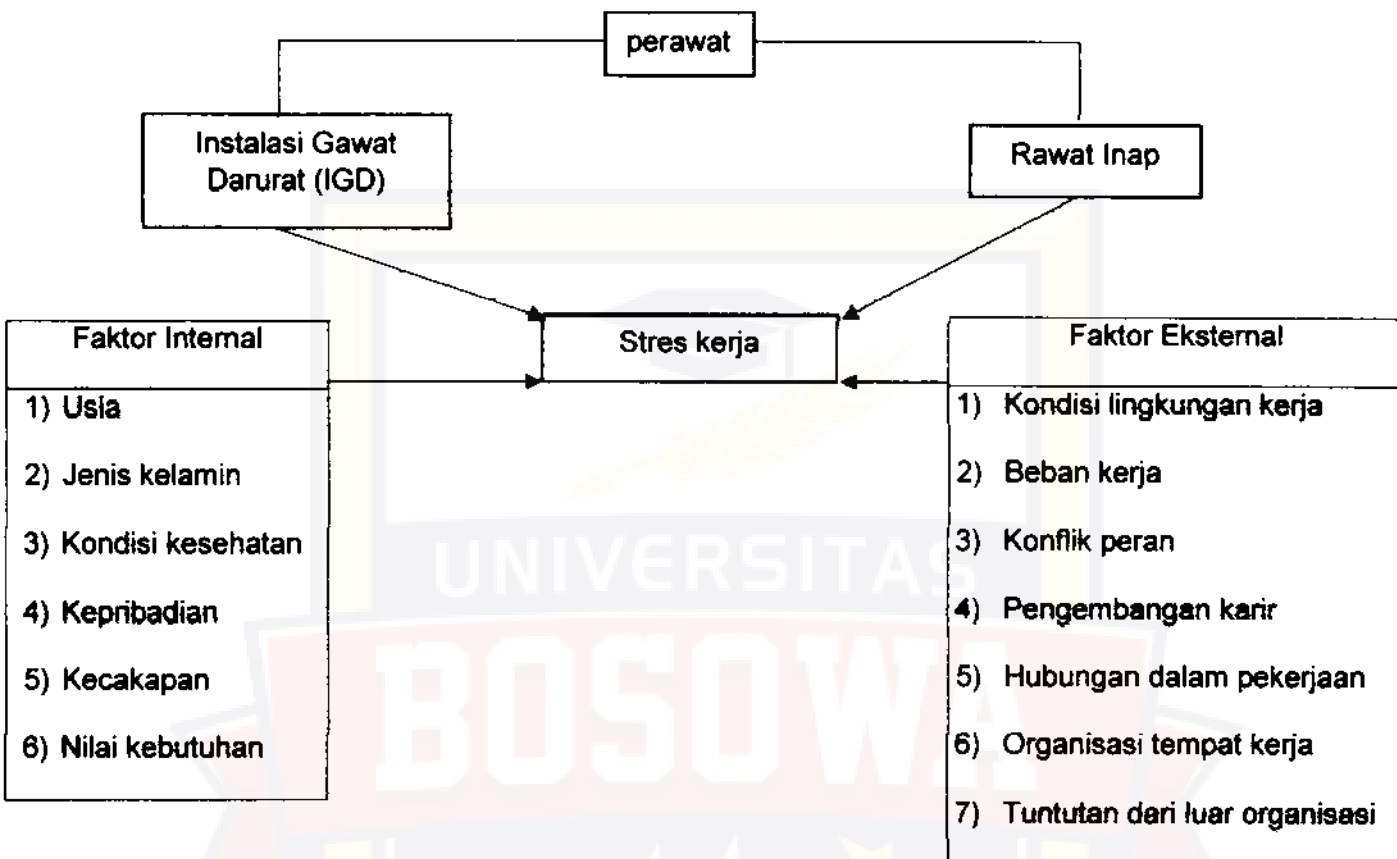 perawat
Instalasi Gawat
Darurat (IGD)
Rawat Inap
Stres kerja
Faktor Internal
1) Usia
2) Jenis kelamin
3) Kondisi kesehatan
4) Kepribadian
5) Kecakapan
6) Nilai kebutuhan
Faktor Eksternal
1) Kondisi lingkungan kerja
2) Beban kerja
3) Konflik peran
4) Pengembangan karir
5) Hubungan dalam pekerjaan
6) Organisasi tempat kerja
7) Tuntutan dari luar organisasi
UNIVERSITAS
BOSOWA